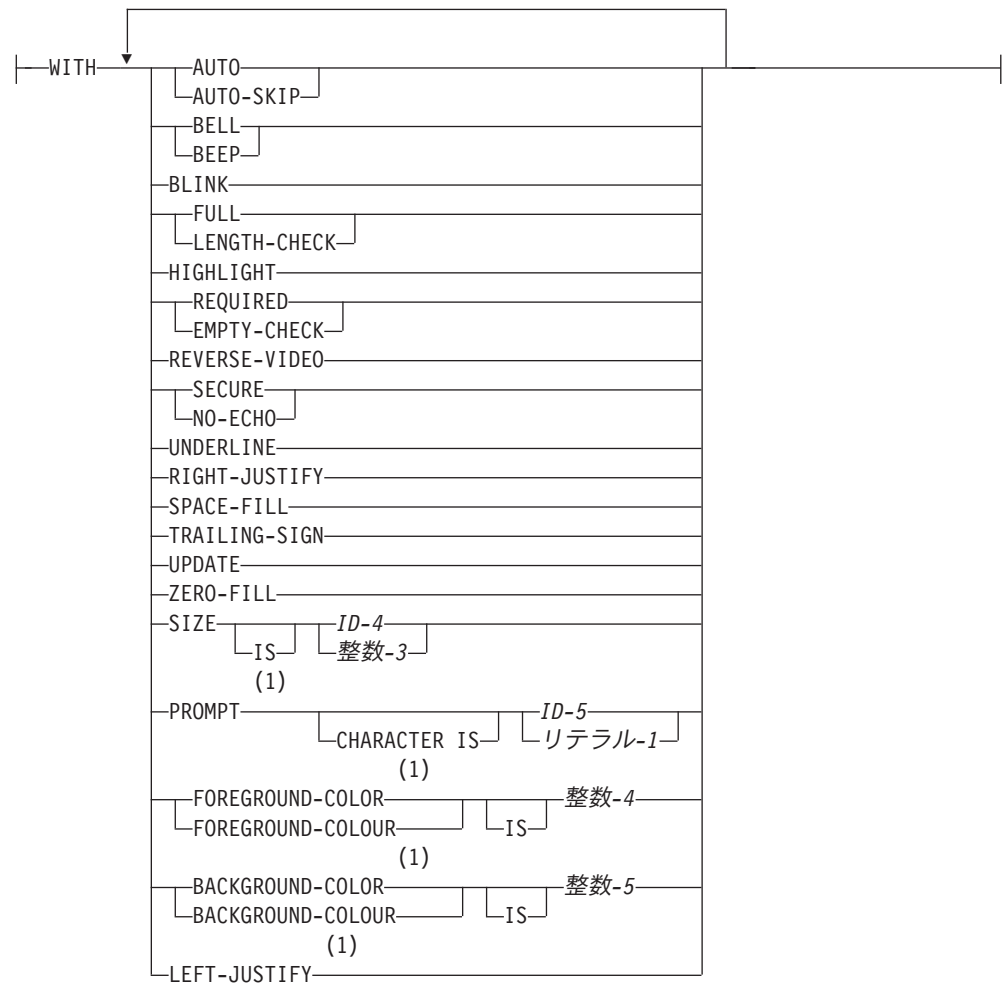 WITH AUTO
AUTO-SKIP
BELL
BEEP
BLINK
FULL
LENGTH-CHECK
HIGHLIGHT
REQUIRED
EMPTY-CHECK
REVERSE-VIDEO
SECURE
NO-ECHO
UNDERLINE
RIGHT-JUSTIFY
SPACE-FILL
TRAILING-SIGN
UPDATE
ZERO-FILL
SIZE ID-4
IS 整数-3
(1)
PROMPT ID-5
CHARACTER IS リテラル-1
(1)
FOREGROUND-COLOR 整数-4
FOREGROUND-COLOUR IS
(1)
BACKGROUND-COLOR 整数-5
BACKGROUND-COLOUR IS
(1)
LEFT-JUSTIFY